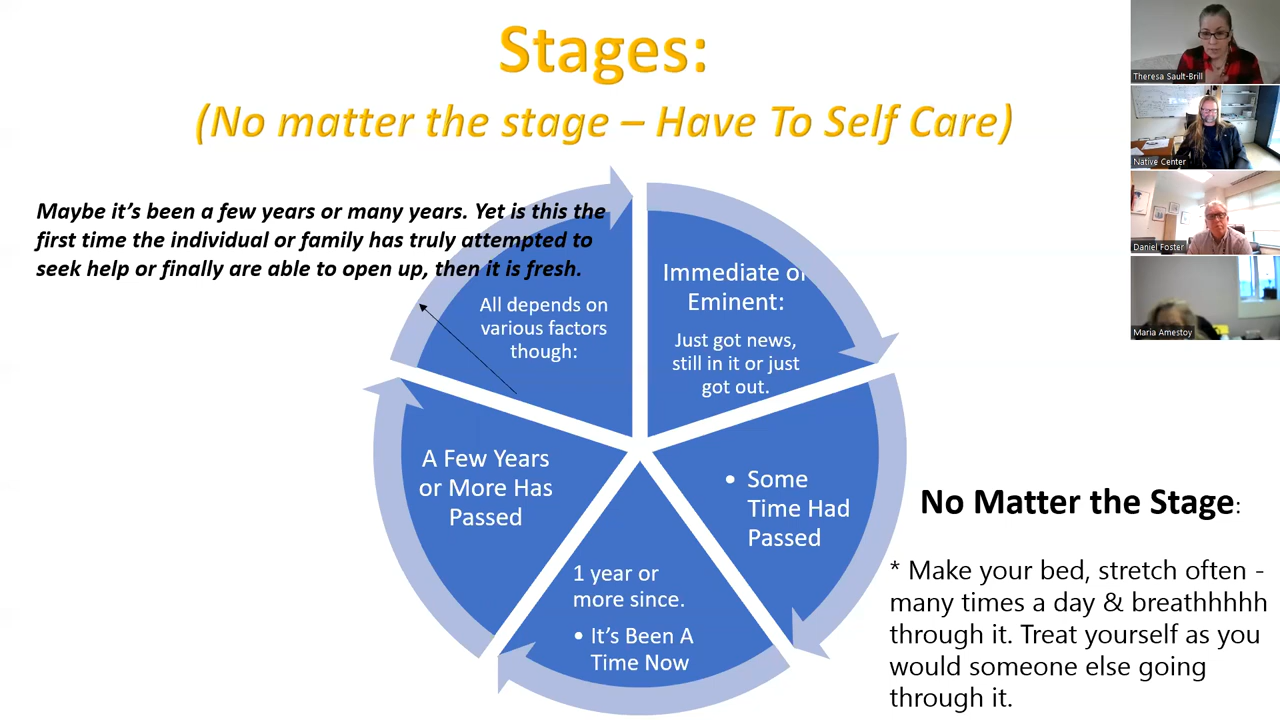 Stages:
(No matter the stage – Have To Self Care)
Maybe it's been a few years or many years. Yet is this the
first time the individual or family has truly attempted to
seek help or finally are able to open up, then it is fresh.
All depends on
various factors
though:
Immediate or
Eminent:
Just got news,
still in it or just
got out.
• Some
Time Had
Passed
1 year or
more since.
• It's Been A
Time Now
A Few Years
or More Has
Passed
No Matter the Stage:
* Make your bed, stretch often -
many times a day & breathhhhh
through it. Treat yourself as you
would someone else going
through it.
Theresa Sault-Brill
Native Center
Daniel Foster
Maria Amestoy